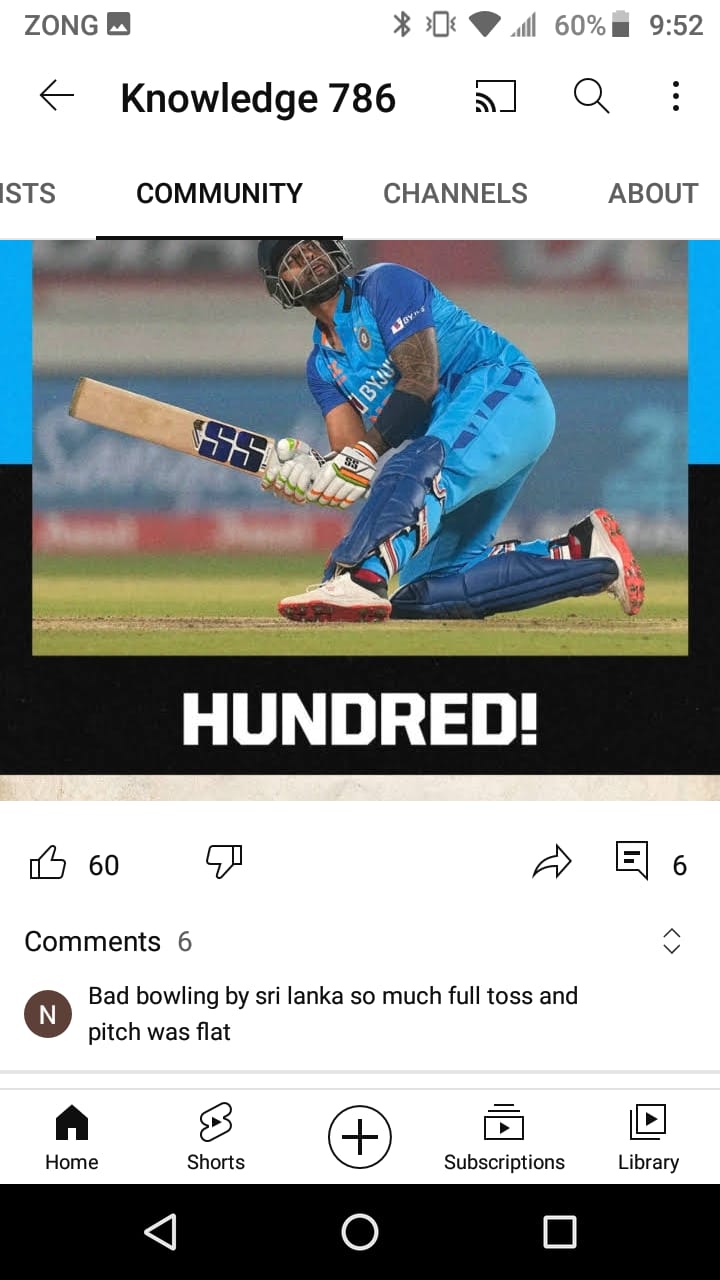 ZONG 60% 9:52
Knowledge 786
ISTS COMMUNITY CHANNELS ABOUT
BYJU'S
BYJU
SS
SS
HUNDRED!
60 6
Comments 6
N
Bad bowling by sri lanka so much full toss and
pitch was flat
Home Shorts Subscriptions Library